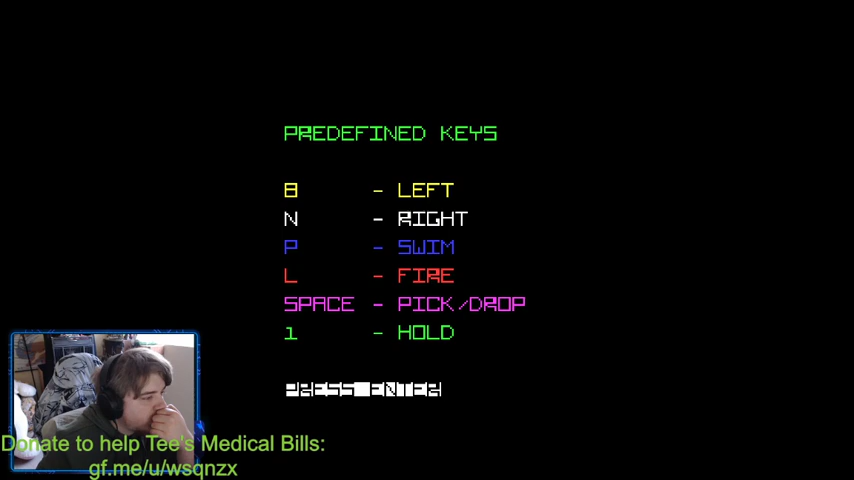 PREDEFINED KEYS
8 - LEFT
N - RIGHT
P - SWIM
L - FIRE
SPACE - PICK/DROP
1 - HOLD
PRESS ENTER
Donate to help Tee's Medical Bills:
gf.me/u/wsqnzx